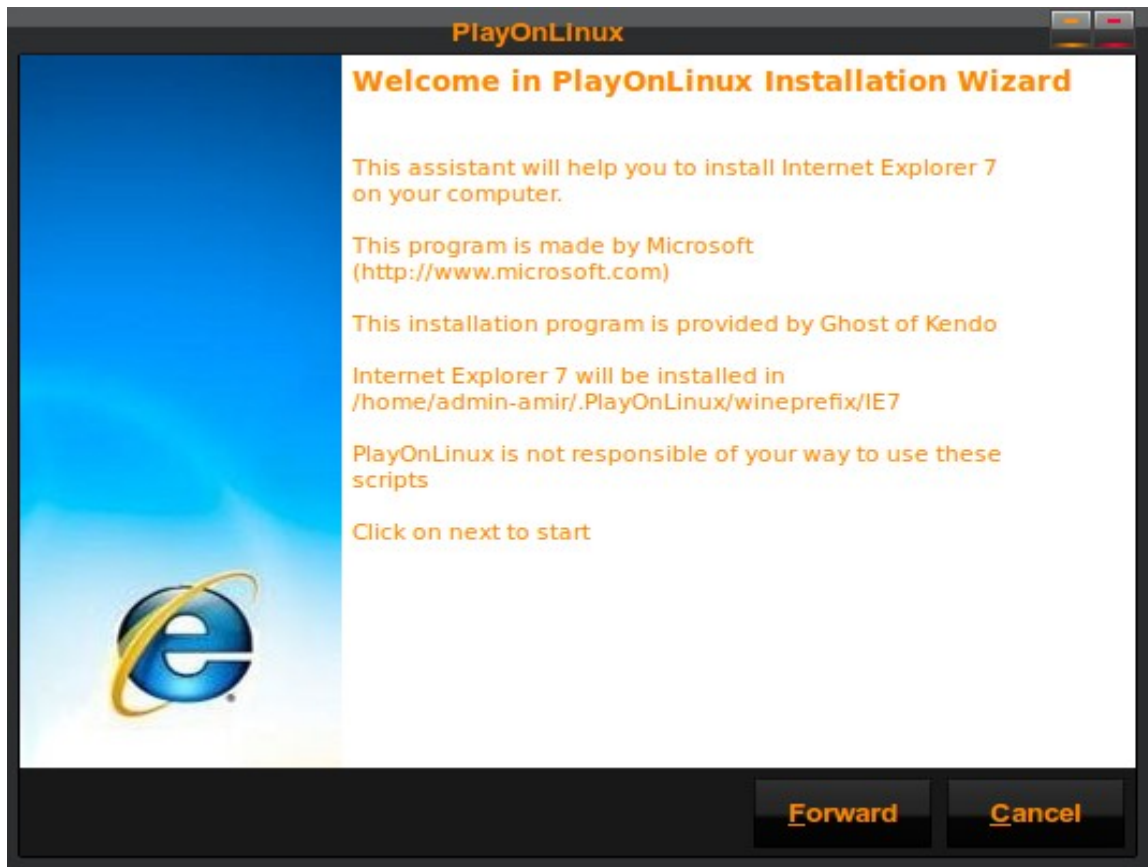 PlayOnLinux
Welcome in PlayOnLinux Installation Wizard
This assistant will help you to install Internet Explorer 7
on your computer.
This program is made by Microsoft
(http://www.microsoft.com)
This installation program is provided by Ghost of Kendo
Internet Explorer 7 will be installed in
/home/admin-amir/.PlayOnLinux/wineprefix/IE7
PlayOnLinux is not responsible of your way to use these
scripts
Click on next to start
Forward
Cancel